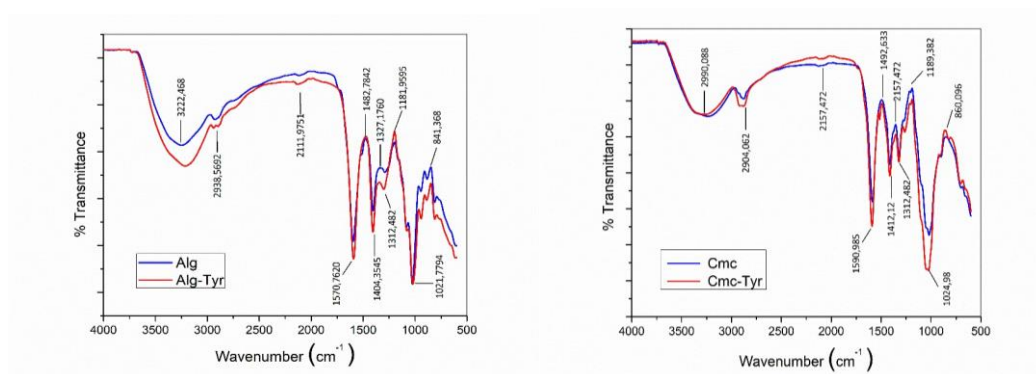 % Transmittance
3222,468
2938,5692
2111,9751
1570,7620
1482,7842
1404,3545
1327,1760
1312,482
1181,9595
1021,7794
841,368
Alg
Alg-Tyr
4000 3500 3000 2500 2000 1500 1000 500
Wavenumber (cm⁻¹)
% Transmittance
2990,088
2904,062
2157,472
1590,985
1492,633
1412,12
2157,472
1312,482
1189,382
1024,98
860,096
Cmc
Cmc-Tyr
4000 3500 3000 2500 2000 1500 1000 500
Wavenumber (cm⁻¹)